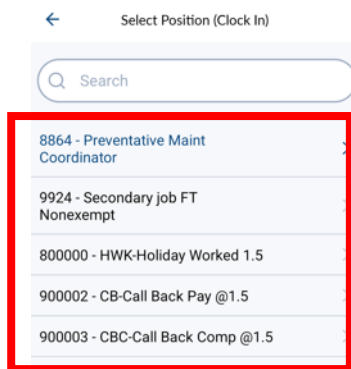 Select Position (Clock In)
Search
8864 - Preventative Maint
Coordinator
9924 - Secondary job FT
Nonexempt
800000 - HWK-Holiday Worked 1.5
900002 - CB-Call Back Pay @1.5
900003 - CBC-Call Back Comp @1.5